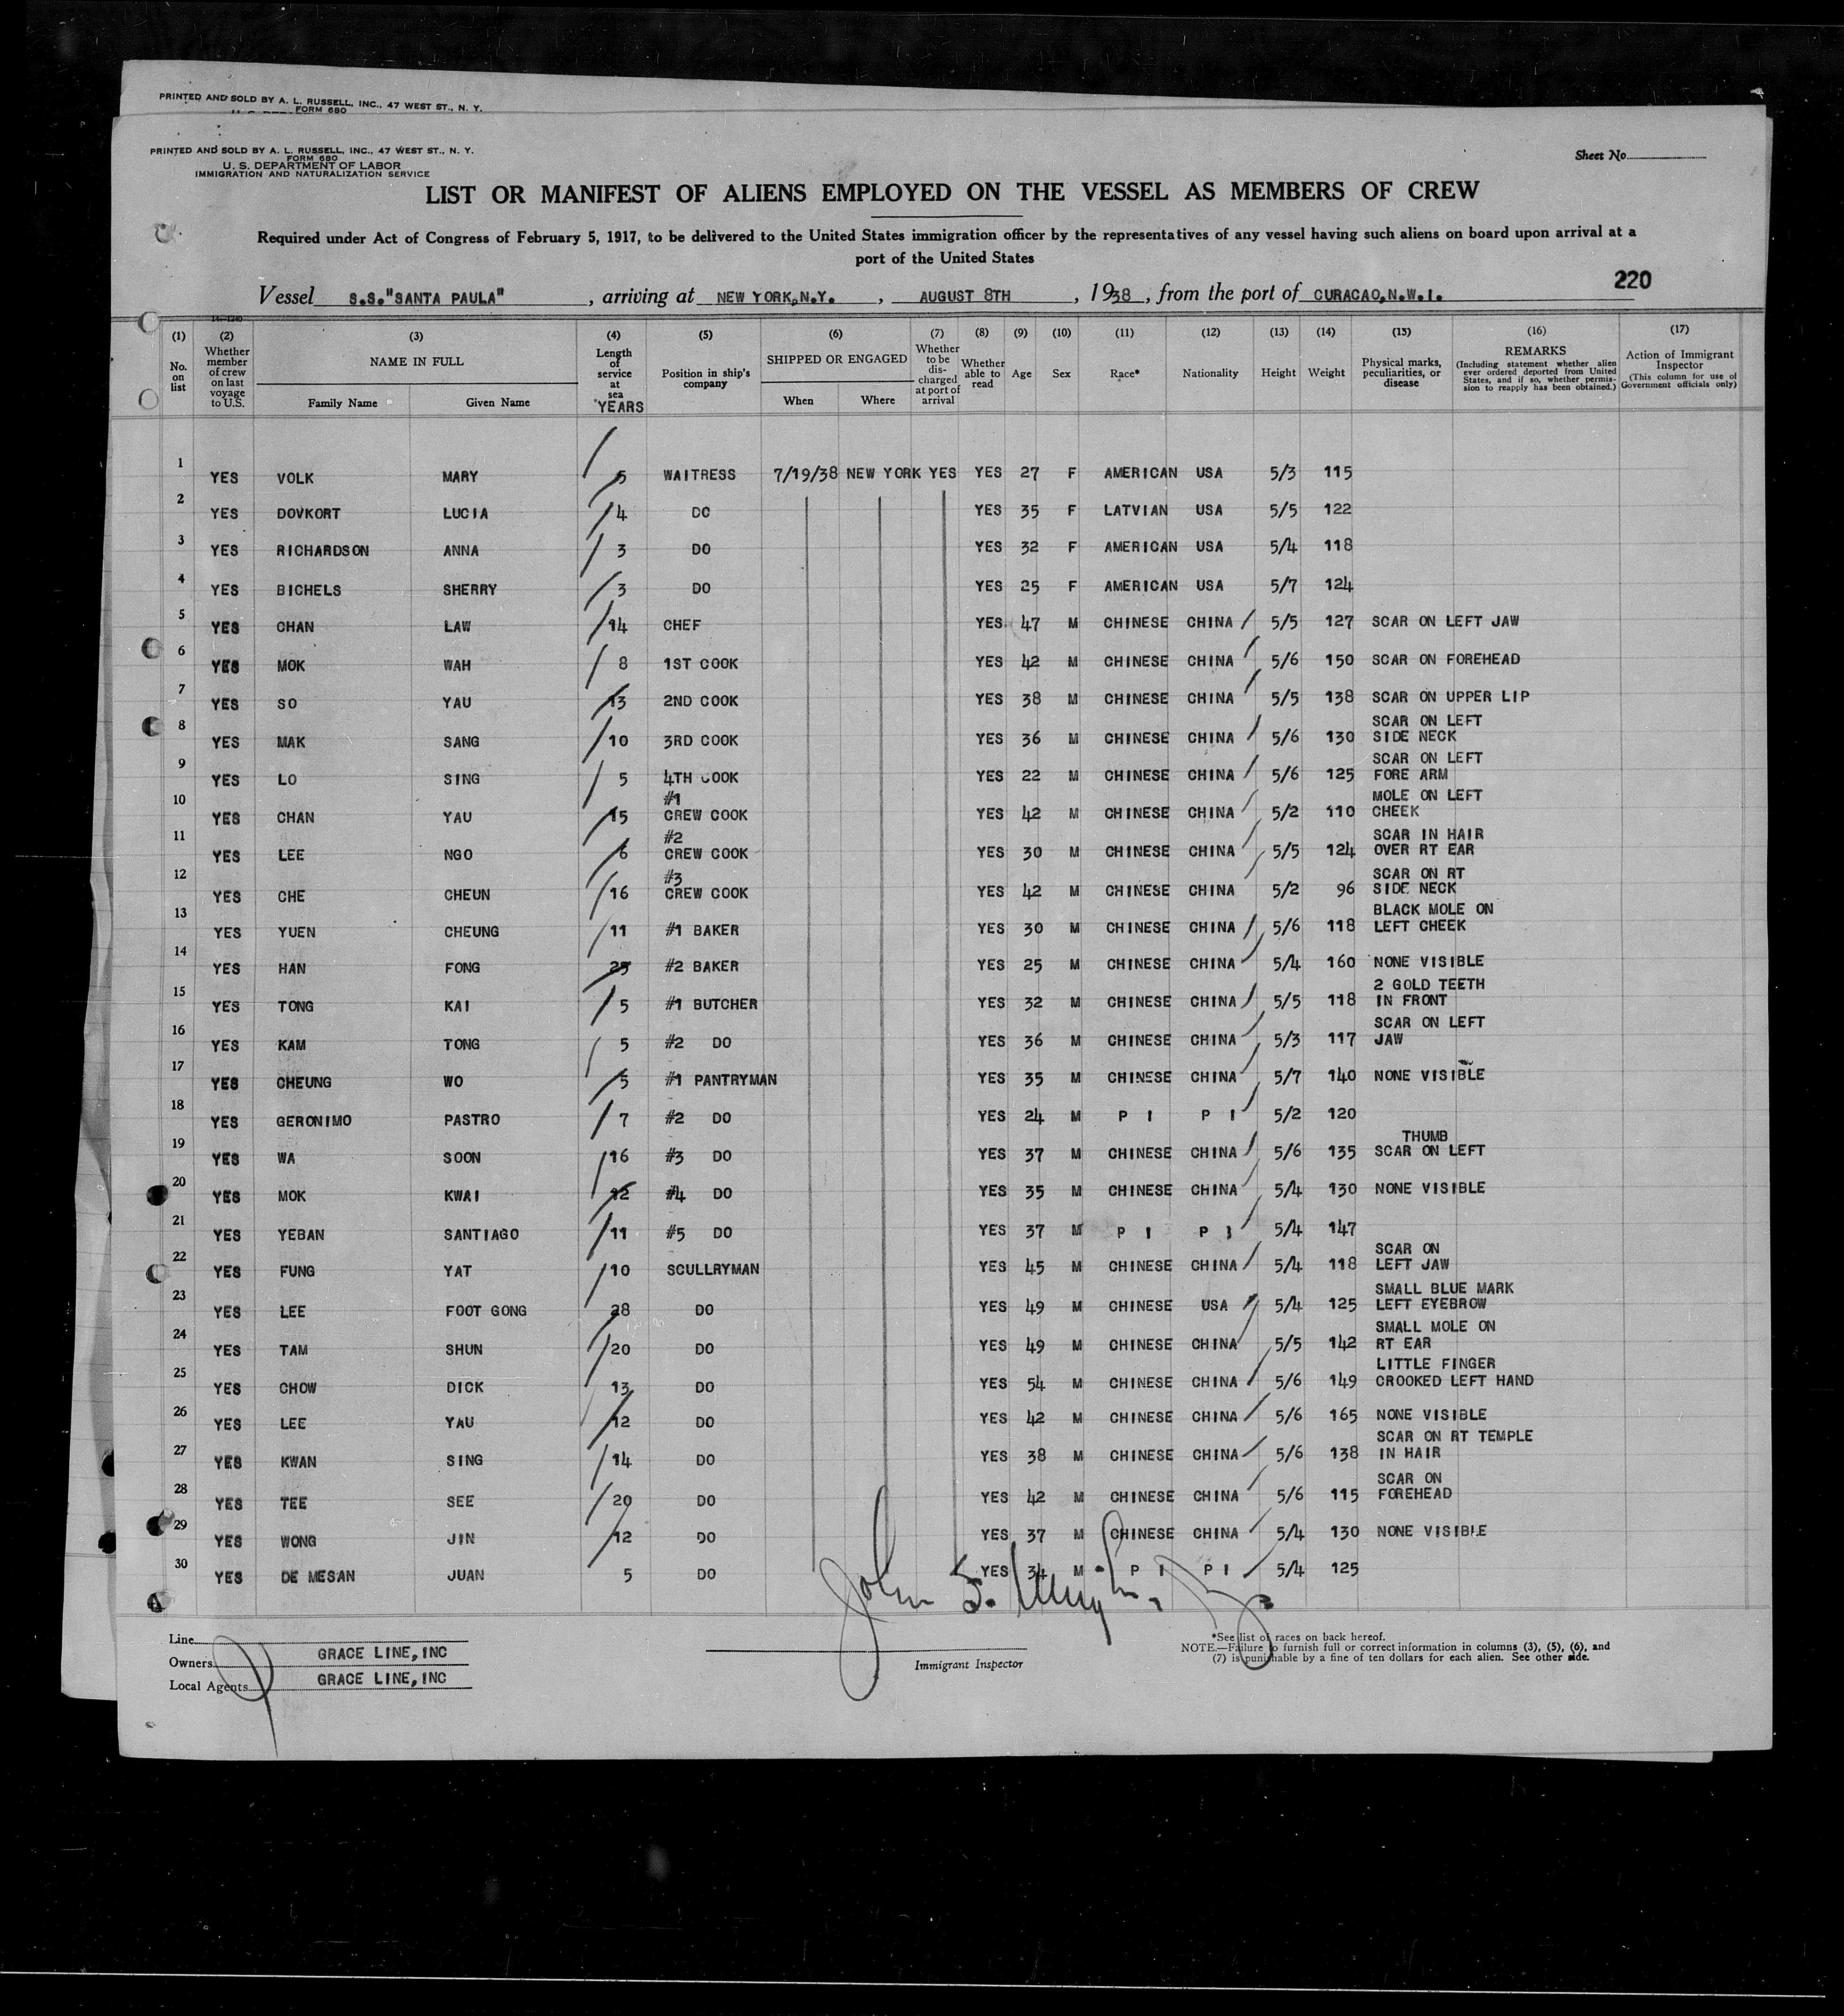 PRINTED AND SOLD BY A. L. RUSSELL, INC., 47 WEST ST., N. Y.
FORM 680
PRINTED AND SOLD BY A. L. RUSSELL, INC., 47 WEST ST., N. Y.
FORM 680
U. S. DEPARTMENT OF LABOR
IMMIGRATION AND NATURALIZATION SERVICE
Sheet No.
LIST OR MANIFEST OF ALIENS EMPLOYED ON THE VESSEL AS MEMBERS OF CREW
Required under Act of Congress of February 5, 1917, to be delivered to the United States immigration officer by the representatives of any vessel having such aliens on board upon arrival at a
port of the United States
220
Vessel S.S."SANTA PAULA", arriving at NEW YORK,N.Y., AUGUST 8TH, 1938, from the port of CURACAO,N.W.I.
(1) No. on list
(2) Whether member of crew on last voyage to U.S.
(3) NAME IN FULL Family Name Given Name
(4) Length of service at sea YEARS
(5) Position in ship's company
(6) SHIPPED OR ENGAGED When Where
(7) Whether to be discharged at port of arrival
(8) Whether able to read
(9) Age
(10) Sex
(11) Race*
(12) Nationality
(13) Height
(14) Weight
(15) Physical marks, peculiarities, or disease
(16) REMARKS (Including statement whether alien ever ordered deported from United States, and if so, whether permission to reapply has been obtained.)
(17) Action of Immigrant Inspector (This column for use of Government officials only)
1 YES VOLK MARY 5 WAITRESS 7/19/38 NEW YORK YES YES 27 F AMERICAN USA 5/3 115
2 YES DOVKORT LUCIA 4 DO YES 35 F LATVIAN USA 5/5 122
3 YES RICHARDSON ANNA 3 DO YES 32 F AMERICAN USA 5/4 118
4 YES BICHELS SHERRY 3 DO YES 25 F AMERICAN USA 5/7 124
5 YES CHAN LAW 14 CHEF YES 47 M CHINESE CHINA 5/5 127 SCAR ON LEFT JAW
6 YES MOK WAH 8 1ST COOK YES 42 M CHINESE CHINA 5/6 150 SCAR ON FOREHEAD
7 YES SO YAU 13 2ND COOK YES 38 M CHINESE CHINA 5/5 138 SCAR ON UPPER LIP
8 YES MAK SANG 10 3RD COOK YES 36 M CHINESE CHINA 5/6 130 SCAR ON LEFT SIDE NECK
9 YES LO SING 5 4TH COOK YES 22 M CHINESE CHINA 5/6 125 SCAR ON LEFT FORE ARM
10 YES CHAN YAU 15 #1 CREW COOK YES 42 M CHINESE CHINA 5/2 110 MOLE ON LEFT CHEEK
11 YES LEE NGO 6 #2 CREW COOK YES 30 M CHINESE CHINA 5/5 124 SCAR IN HAIR OVER RT EAR
12 YES CHE CHEUN 16 #3 CREW COOK YES 42 M CHINESE CHINA 5/2 96 SCAR ON RT SIDE NECK
13 YES YUEN CHEUNG 11 #1 BAKER YES 30 M CHINESE CHINA 5/6 118 BLACK MOLE ON LEFT CHEEK
14 YES HAN FONG 25 #2 BAKER YES 25 M CHINESE CHINA 5/4 160 NONE VISIBLE
15 YES TONG KAI 5 #1 BUTCHER YES 32 M CHINESE CHINA 5/5 118 2 GOLD TEETH IN FRONT
16 YES KAM TONG 5 #2 DO YES 36 M CHINESE CHINA 5/3 117 SCAR ON LEFT JAW
17 YES CHEUNG WO 5 #1 PANTRYMAN YES 35 M CHINESE CHINA 5/7 140 NONE VISIBLE
18 YES GERONIMO PASTRO 7 #2 DO YES 24 M P I P I 5/2 120
19 YES WA SOON 16 #3 DO YES 37 M CHINESE CHINA 5/6 135 THUMB SCAR ON LEFT
20 YES MOK KWAI 12 #4 DO YES 35 M CHINESE CHINA 5/4 130 NONE VISIBLE
21 YES YEBAN SANTIAGO 11 #5 DO YES 37 M P I P I 5/4 147
22 YES FUNG YAT 10 SCULLRYMAN YES 45 M CHINESE CHINA 5/4 118 SCAR ON LEFT JAW
23 YES LEE FOOT GONG 28 DO YES 49 M CHINESE USA 5/4 125 SMALL BLUE MARK LEFT EYEBROW
24 YES TAM SHUN 20 DO YES 49 M CHINESE CHINA 5/5 142 SMALL MOLE ON RT EAR
25 YES CHOW DICK 13 DO YES 54 M CHINESE CHINA 5/6 149 LITTLE FINGER CROOKED LEFT HAND
26 YES LEE YAU 12 DO YES 42 M CHINESE CHINA 5/6 165 NONE VISIBLE
27 YES KWAN SING 14 DO YES 38 M CHINESE CHINA 5/6 138 SCAR ON RT TEMPLE IN HAIR
28 YES TEE SEE 20 DO YES 42 M CHINESE CHINA 5/6 115 SCAR ON FOREHEAD
29 YES WONG JIN 12 DO YES 37 M CHINESE CHINA 5/4 130 NONE VISIBLE
30 YES DE MESAN JUAN 5 DO YES 34 M P I P I 5/4 125
John S.
Line
Owners GRACE LINE,INC
Local Agents GRACE LINE,INC
Immigrant Inspector
*See list of races on back hereof.
NOTE.—Failure to furnish full or correct information in columns (3), (5), (6), and
(7) is punishable by a fine of ten dollars for each alien. See other side.